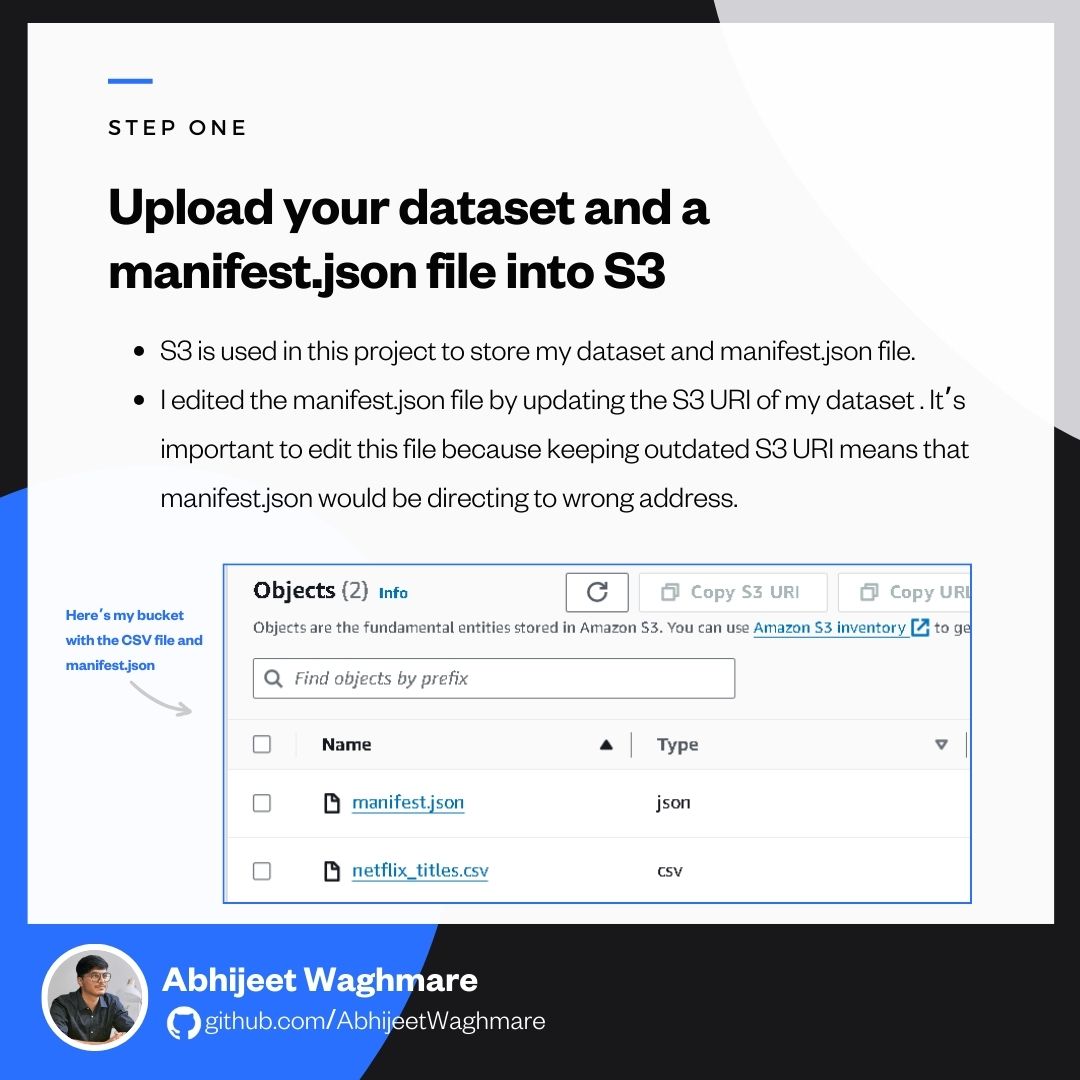 STEP ONE
Upload your dataset and a
manifest.json file into S3
• S3 is used in this project to store my dataset and manifest.json file.
• I edited the manifest.json file by updating the S3 URI of my dataset . It's
important to edit this file because keeping outdated S3 URI means that
manifest.json would be directing to wrong address.
Here's my bucket
with the CSV file and
manifest.json
Objects (2) Info
Copy S3 URI
Copy URL
Objects are the fundamental entities stored in Amazon S3. You can use Amazon S3 inventory to ge
Find objects by prefix
Name Type
manifest.json json
netflix_titles.csv csv
Abhijeet Waghmare
github.com/AbhijeetWaghmare